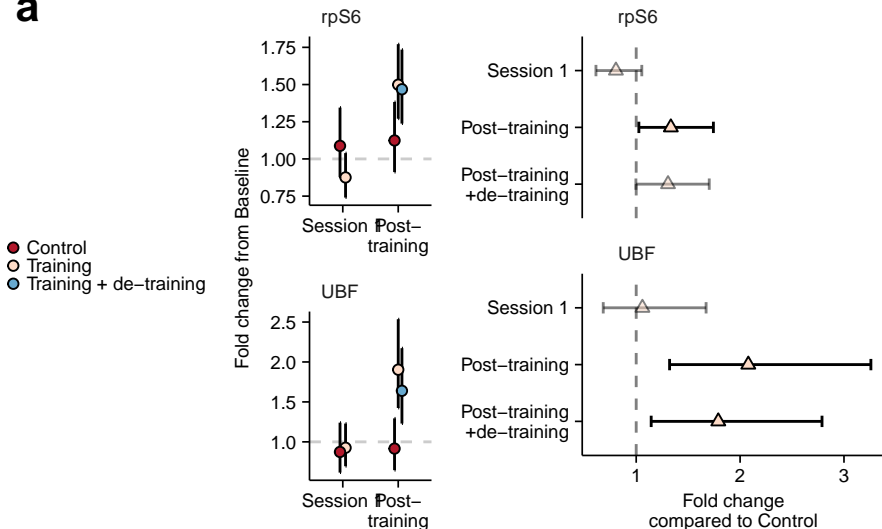 a
rpS6
1.75
1.50
1.25
1.00
0.75
Session 1
Post−
training
Fold change from Baseline
Control
Training
Training + de−training
UBF
2.5
2.0
1.5
1.0
Session 1
Post−
training
rpS6
Session 1
Post−training
Post−training
+de−training
UBF
Session 1
Post−training
Post−training
+de−training
1 2 3
Fold change
compared to Control